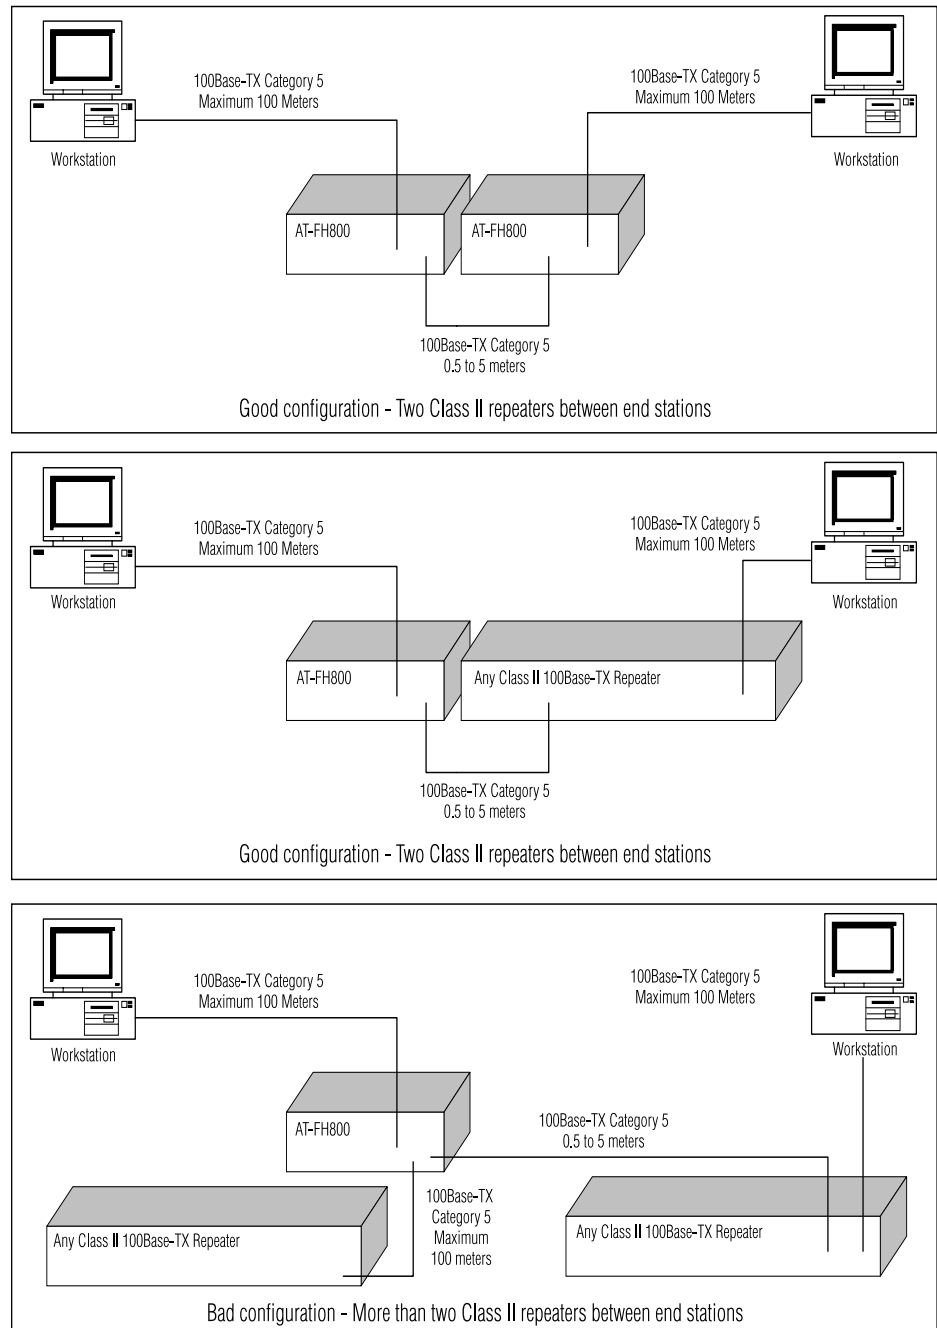 100Base-TX Category 5
Maximum 100 Meters
100Base-TX Category 5
Maximum 100 Meters
Workstation
Workstation
AT-FH800
AT-FH800
100Base-TX Category 5
0.5 to 5 meters
Good configuration - Two Class II repeaters between end stations
100Base-TX Category 5
Maximum 100 Meters
100Base-TX Category 5
Maximum 100 Meters
Workstation
Workstation
AT-FH800
Any Class II 100Base-TX Repeater
100Base-TX Category 5
0.5 to 5 meters
Good configuration - Two Class II repeaters between end stations
100Base-TX Category 5
Maximum 100 Meters
100Base-TX Category 5
Maximum 100 Meters
Workstation
Workstation
AT-FH800
100Base-TX Category 5
0.5 to 5 meters
100Base-TX
Category 5
Maximum
100 meters
Any Class II 100Base-TX Repeater
Any Class II 100Base-TX Repeater
Bad configuration - More than two Class II repeaters between end stations